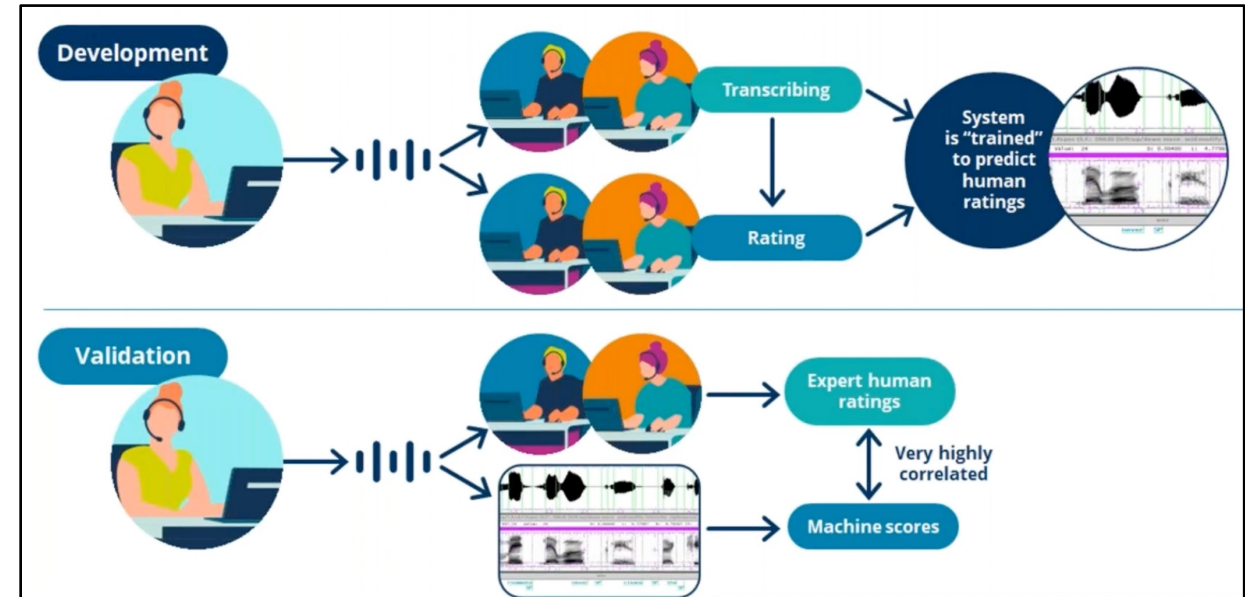 Development
Transcribing
System
is "trained"
to predict
human
ratings
Rating
Validation
Expert human
ratings
Very highly
correlated
Machine scores